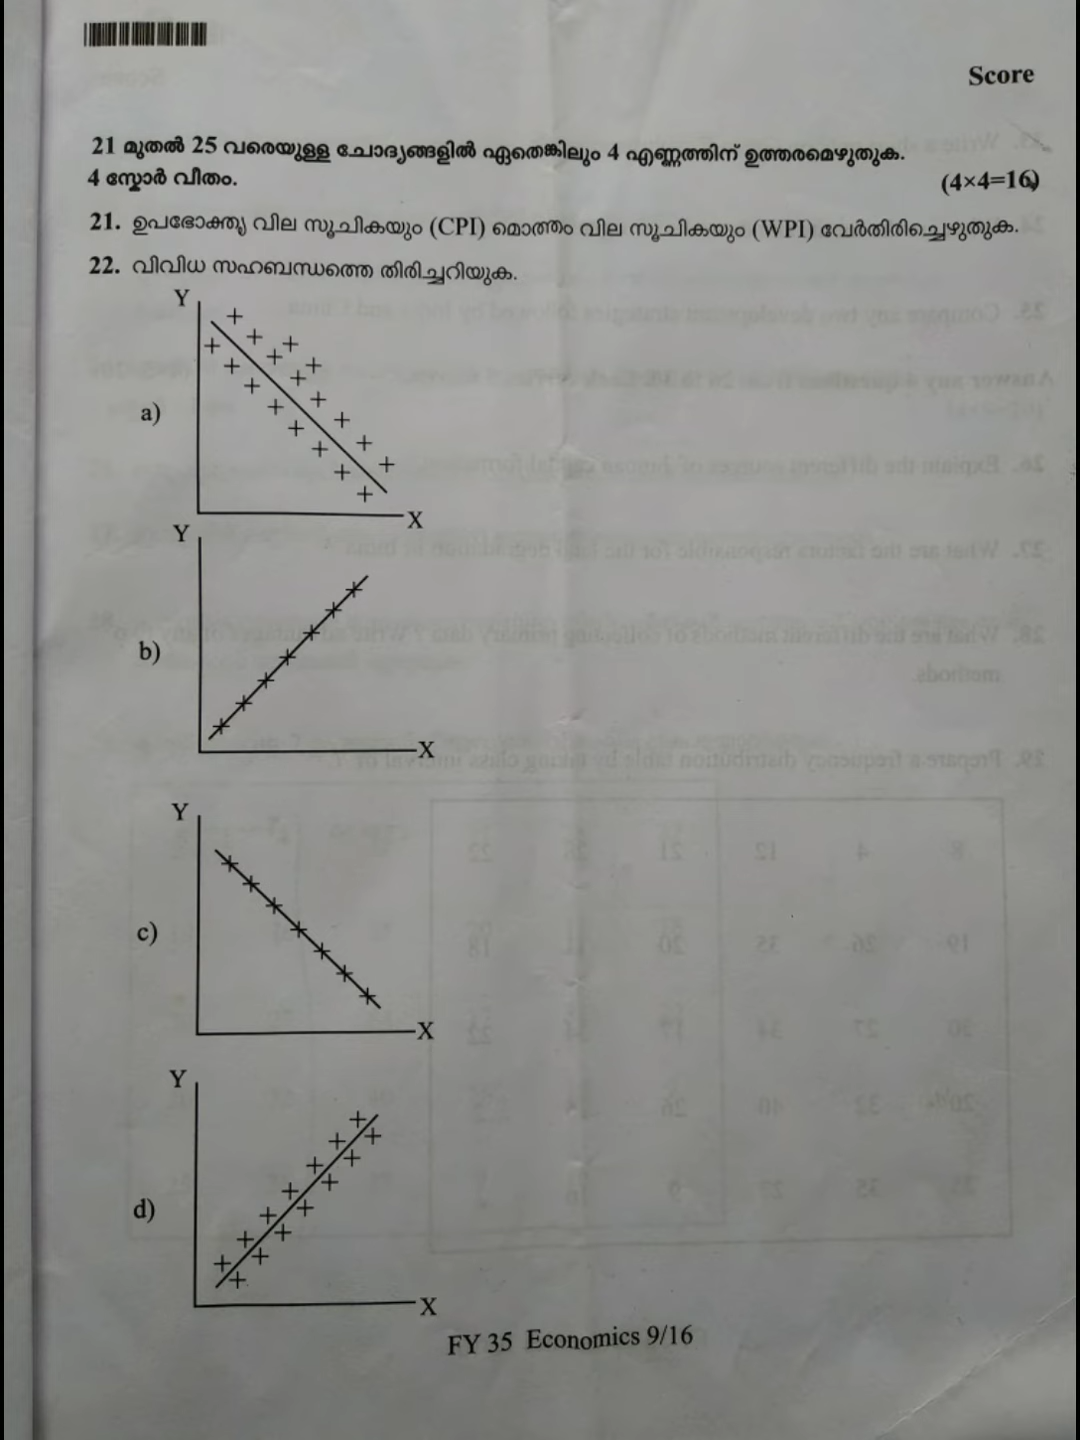 Score
21 മുതൽ 25 വരെയുള്ള ചോദ്യങ്ങളിൽ ഏതെങ്കിലും 4 എണ്ണത്തിന് ഉത്തരമെഴുതുക.
4 സ്കോർ വീതം. (4×4=16)
21. ഉപഭോക്തൃ വില സൂചികയും (CPI) മൊത്തം വില സൂചികയും (WPI) വേർതിരിച്ചെഴുതുക.
22. വിവിധ സഹബന്ധത്തെ തിരിച്ചറിയുക.
Y
a)
X
Y
b)
X
Y
c)
X
Y
d)
X
FY 35 Economics 9/16